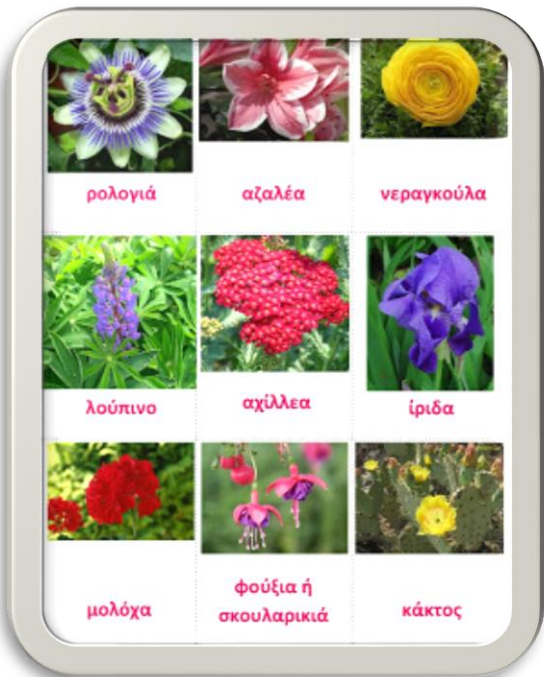 ρολογιά αζαλέα νεραγκούλα
λούπινο αχίλλεα ίριδα
μολόχα φούξια ή σκουλαρικιά κάκτος